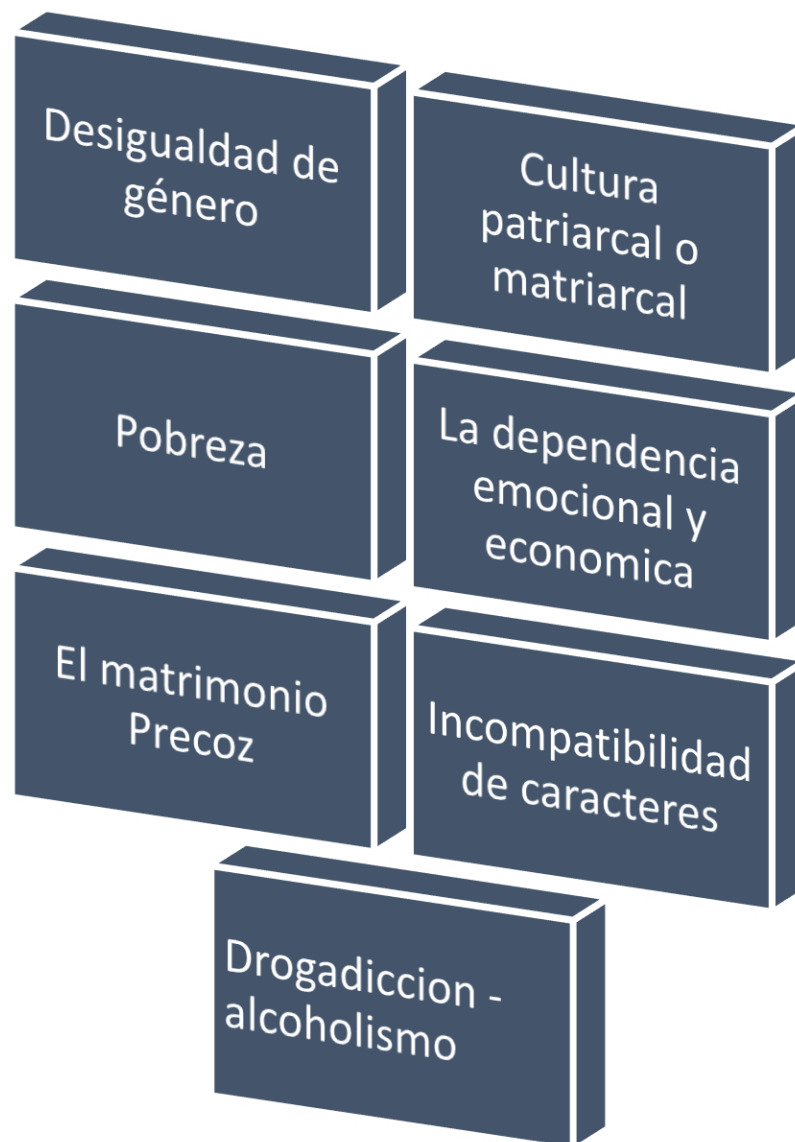 Desigualdad de
género
Cultura
patriarcal o
matriarcal
Pobreza
La dependencia
emocional y
economica
El matrimonio
Precoz
Incompatibilidad
de caracteres
Drogadiccion -
alcoholismo